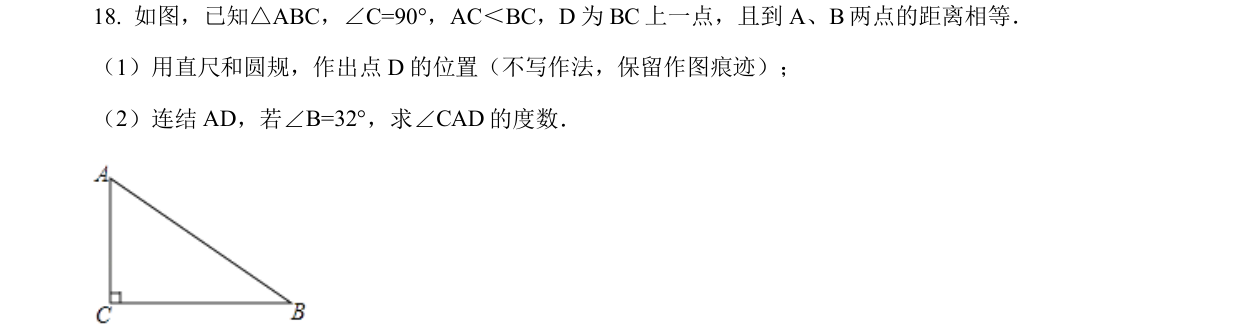 18. 如图，已知△ABC，∠C=90°，AC＜BC，D 为 BC 上一点，且到 A、B 两点的距离相等．
（1）用直尺和圆规，作出点 D 的位置（不写作法，保留作图痕迹）；
（2）连结 AD，若∠B=32°，求∠CAD 的度数．
A
C
B